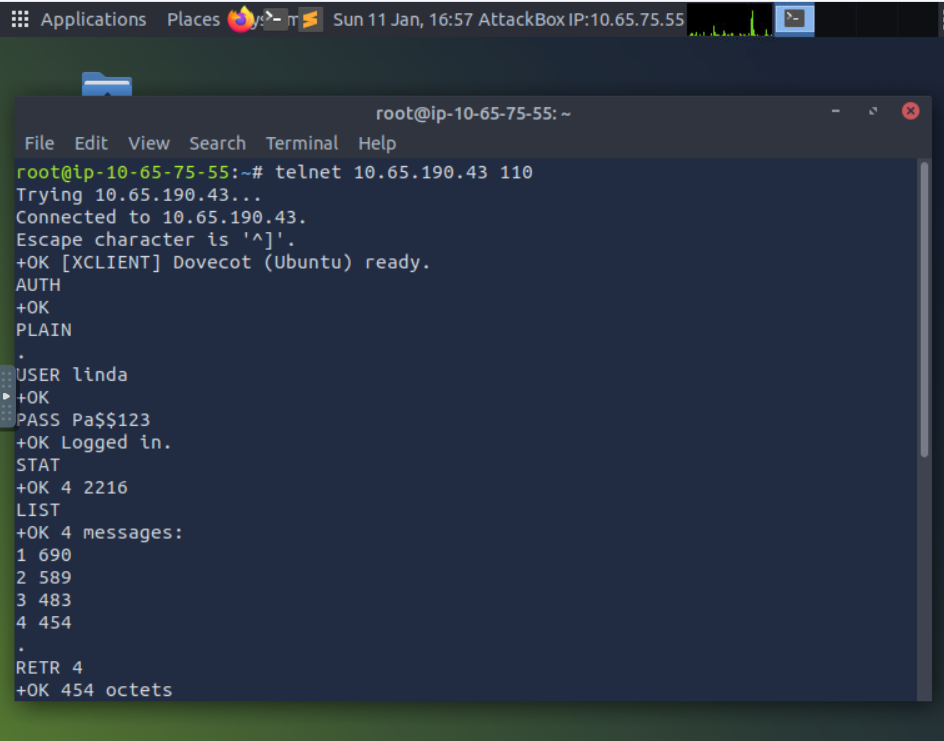 Applications Places Sun 11 Jan, 16:57 AttackBox IP:10.65.75.55
root@ip-10-65-75-55: ~
File Edit View Search Terminal Help
root@ip-10-65-75-55:~# telnet 10.65.190.43 110
Trying 10.65.190.43...
Connected to 10.65.190.43.
Escape character is '^]'.
+OK [XCLIENT] Dovecot (Ubuntu) ready.
AUTH
+OK
PLAIN
.
USER linda
+OK
PASS Pa$$123
+OK Logged in.
STAT
+OK 4 2216
LIST
+OK 4 messages:
1 690
2 589
3 483
4 454
.
RETR 4
+OK 454 octets